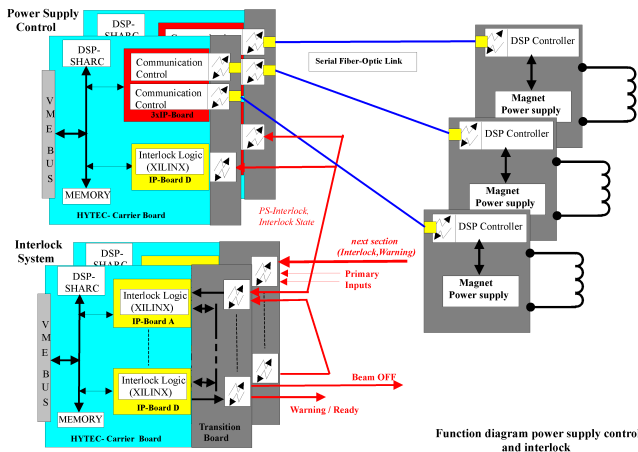 Power Supply
Control
DSP-
SHARC
Communication
Control
Communication
Control
3xIP-Board
VME BUS
Interlock Logic
(XILINX)
IP-Board D
MEMORY
HYTEC- Carrier Board
Serial Fiber-Optic Link
DSP Controller
Magnet
Power supply
DSP Controller
Magnet
Power supply
DSP Controller
Magnet
Power supply
PS-Interlock,
Interlock State
Interlock
System
next section
(Interlock,Warning)
Primary
Inputs
DSP-
SHARC
Interlock Logic
(XILINX)
IP-Board A
VME BUS
Interlock Logic
(XILINX)
IP-Board D
MEMORY
HYTEC- Carrier Board
Transition
Board
Beam OFF
Warning / Ready
Function diagram power supply control
and interlock